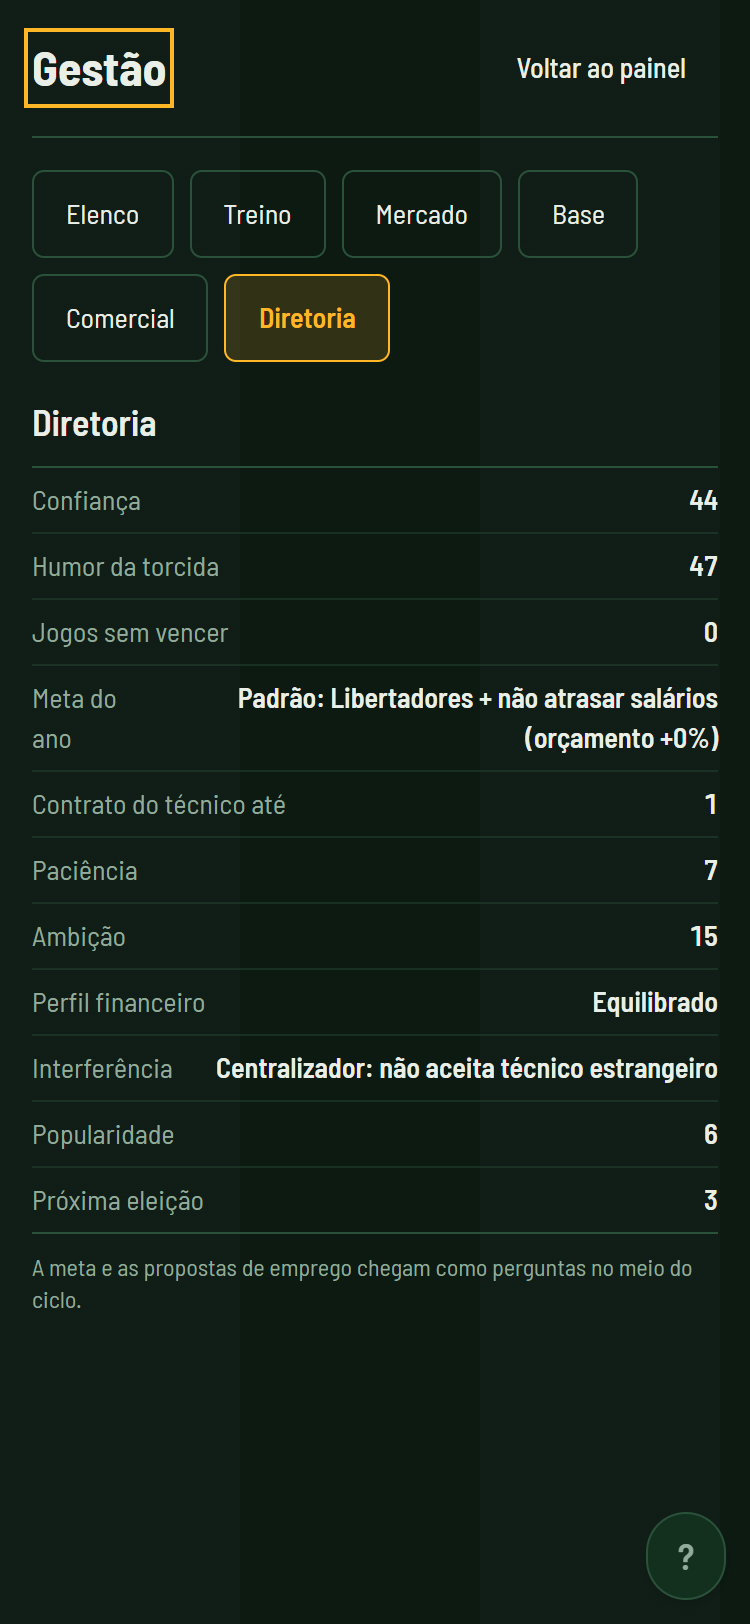 Gestão
Voltar ao painel
Elenco
Treino
Mercado
Base
Comercial
Diretoria
Diretoria
Confiança 44
Humor da torcida 47
Jogos sem vencer 0
Meta do ano
Padrão: Libertadores + não atrasar salários
(orçamento +0%)
Contrato do técnico até 1
Paciência 7
Ambição 15
Perfil financeiro Equilibrado
Interferência Centralizador: não aceita técnico estrangeiro
Popularidade 6
Próxima eleição 3
A meta e as propostas de emprego chegam como perguntas no meio do
ciclo.
?